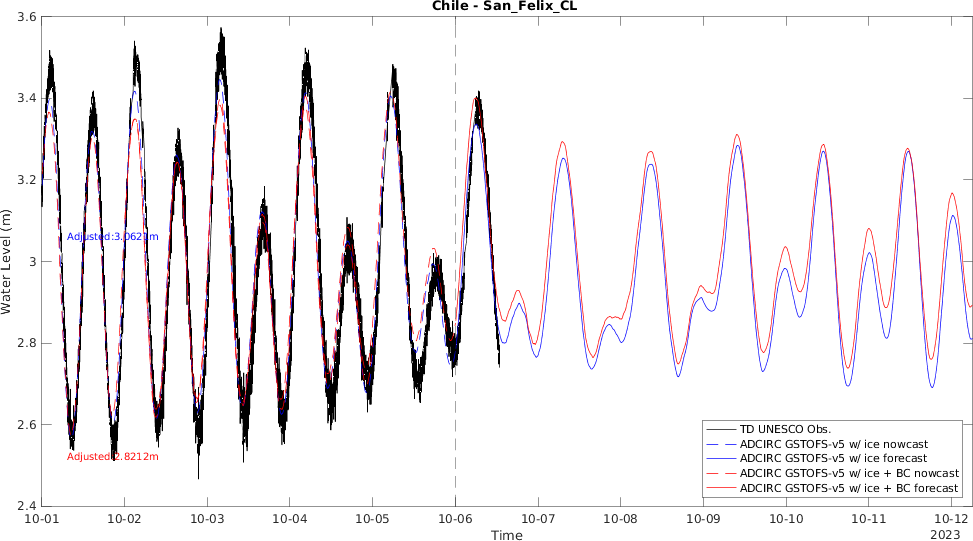 Chile - San_Felix_CL
3.6
3.4
3.2
3
2.8
2.6
2.4
Water Level (m)
Adjusted:3.0621m
Adjusted:2.8212m
TD UNESCO Obs.
ADCIRC GSTOFS-v5 w/ ice nowcast
ADCIRC GSTOFS-v5 w/ ice forecast
ADCIRC GSTOFS-v5 w/ ice + BC nowcast
ADCIRC GSTOFS-v5 w/ ice + BC forecast
10-01 10-02 10-03 10-04 10-05 10-06 10-07 10-08 10-09 10-10 10-11 10-12
Time
2023